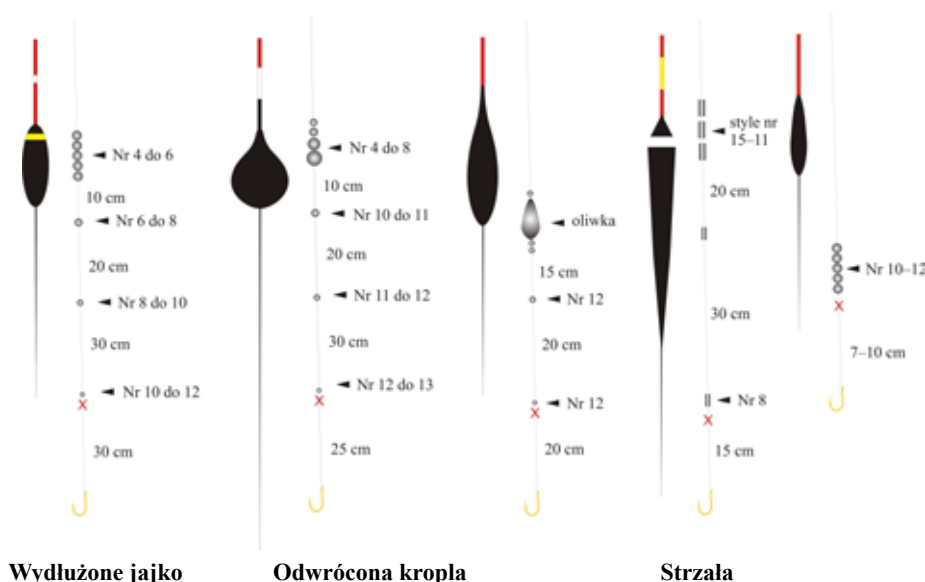 Nr 4 do 6
10 cm
Nr 6 do 8
20 cm
Nr 8 do 10
30 cm
Nr 10 do 12
30 cm
Nr 4 do 8
10 cm
Nr 10 do 11
20 cm
Nr 11 do 12
30 cm
Nr 12 do 13
25 cm
oliwka
15 cm
Nr 12
20 cm
Nr 12
20 cm
style nr
15–11
20 cm
30 cm
Nr 8
15 cm
Nr 10–12
7–10 cm
Wydłużone jajko
Odwrócona kropla
Strzała